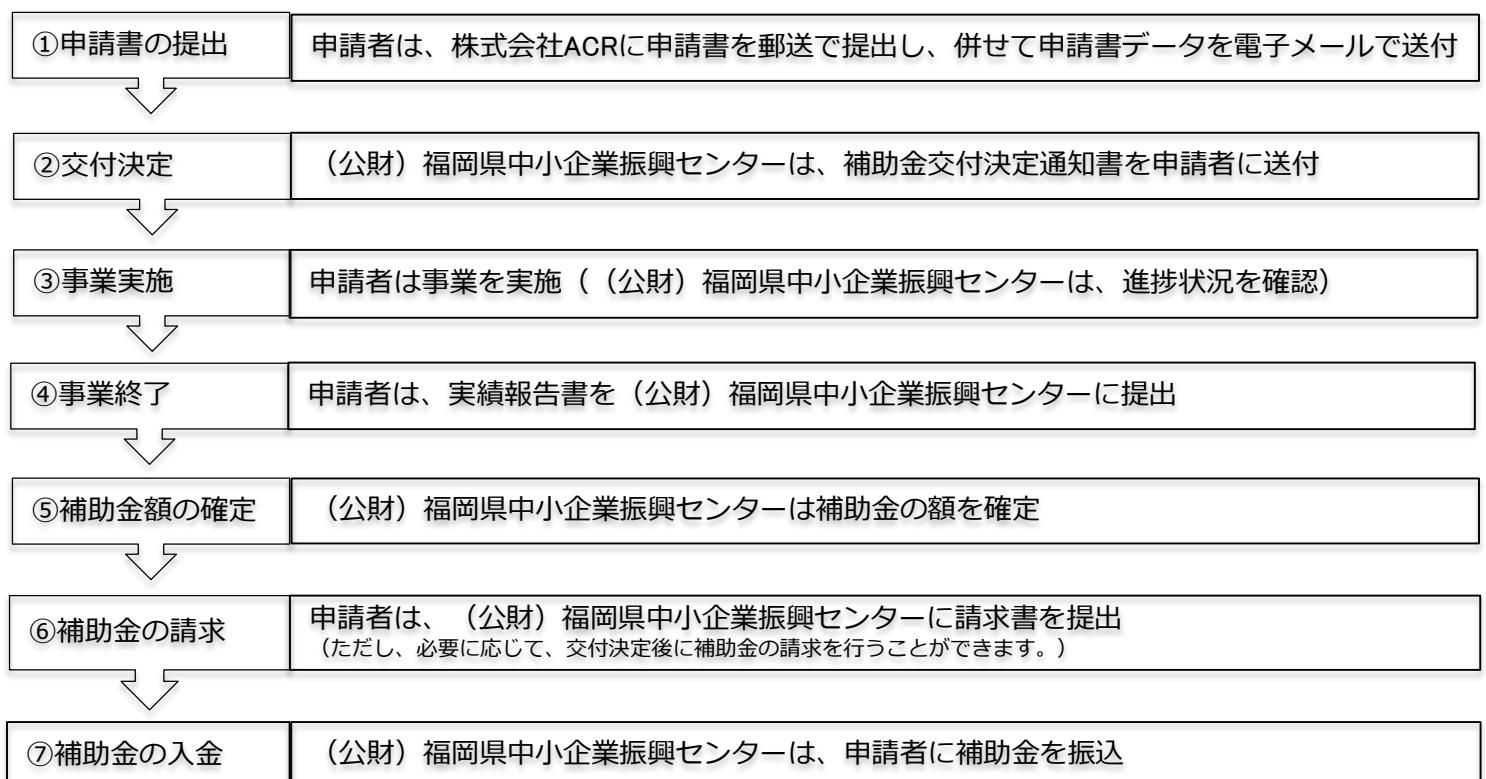 ①申請書の提出
申請者は、株式会社ACRに申請書を郵送で提出し、併せて申請書データを電子メールで送付
②交付決定
（公財）福岡県中小企業振興センターは、補助金交付決定通知書を申請者に送付
③事業実施
申請者は事業を実施（（公財）福岡県中小企業振興センターは、進捗状況を確認）
④事業終了
申請者は、実績報告書を（公財）福岡県中小企業振興センターに提出
⑤補助金額の確定
（公財）福岡県中小企業振興センターは補助金の額を確定
⑥補助金の請求
申請者は、（公財）福岡県中小企業振興センターに請求書を提出
（ただし、必要に応じて、交付決定後に補助金の請求を行うことができます。）
⑦補助金の入金
（公財）福岡県中小企業振興センターは、申請者に補助金を振込